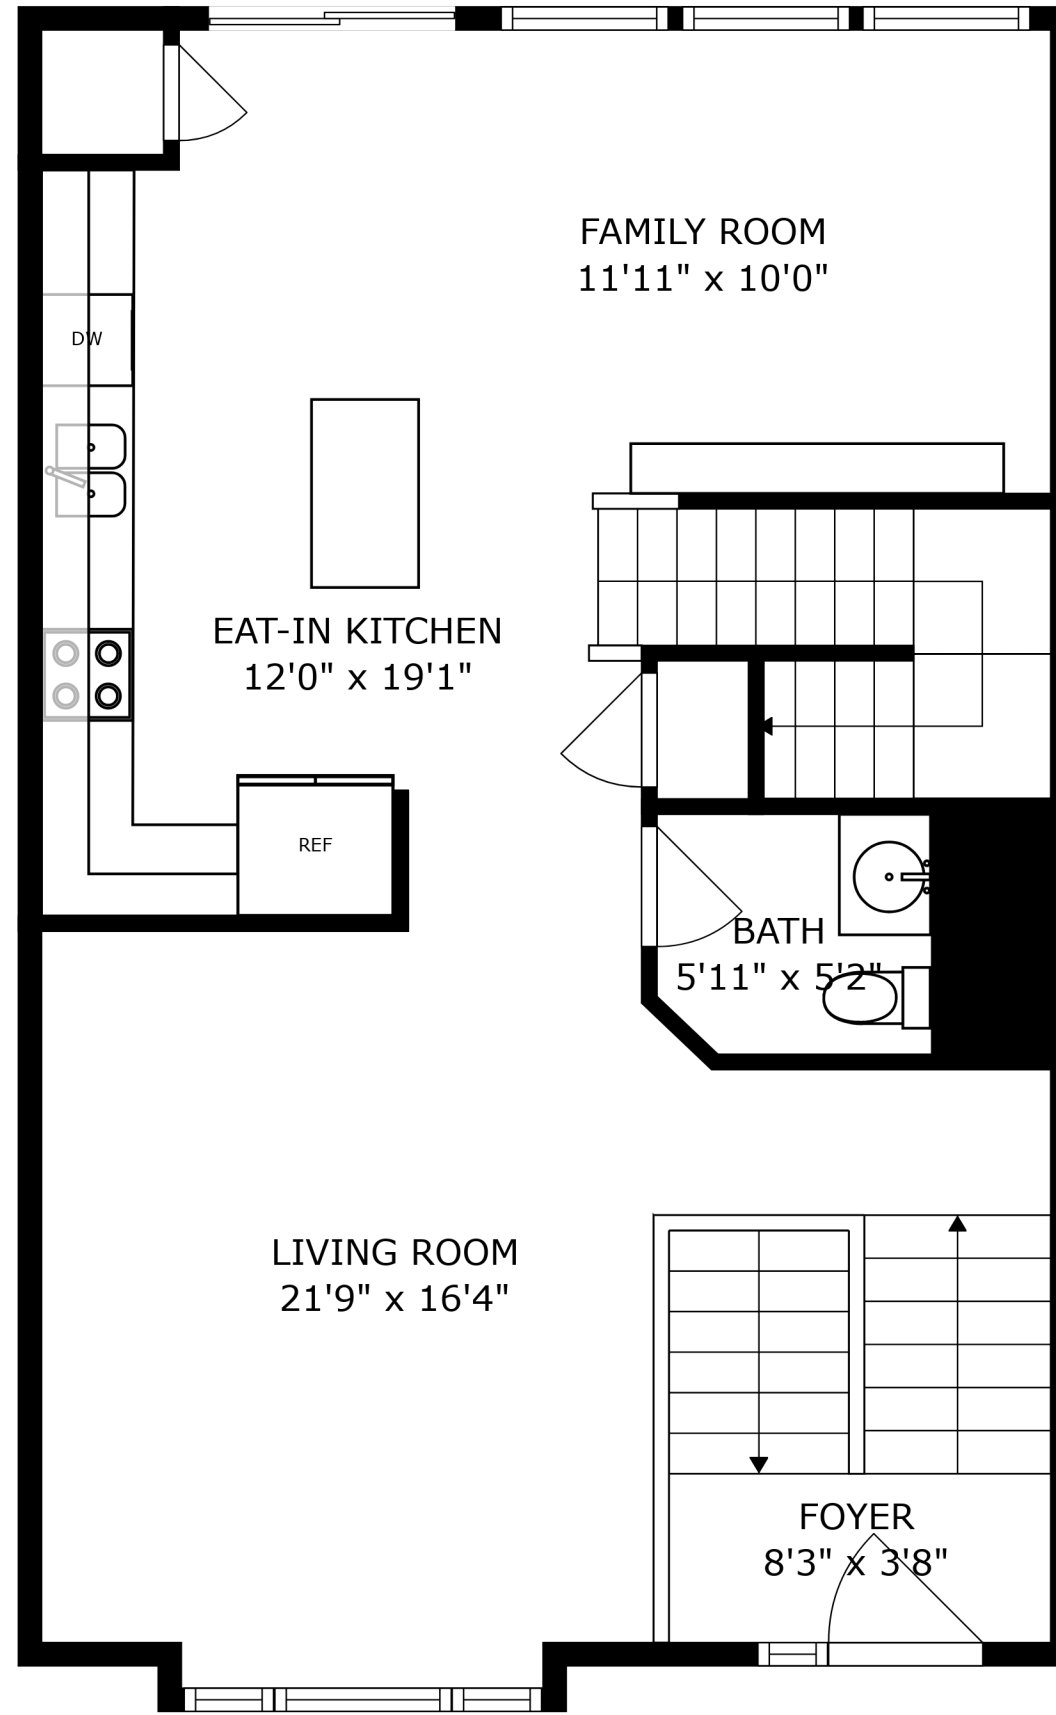 FAMILY ROOM
11'11" x 10'0"
DW
EAT-IN KITCHEN
12'0" x 19'1"
REF
BATH
5'11" x 5'2"
LIVING ROOM
21'9" x 16'4"
FOYER
8'3" x 3'8"